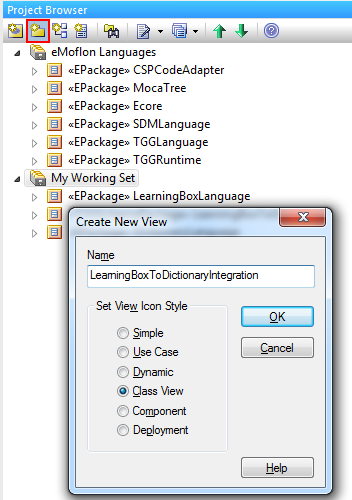 Project Browser
eMoflon Languages
«EPackage» CSPCodeAdapter
«EPackage» MocaTree
«EPackage» Ecore
«EPackage» SDMLanguage
«EPackage» TGGLanguage
«EPackage» TGGRuntime
My Working Set
«EPackage» LearningBoxLanguage
Create New View
Name
LearningBoxToDictionaryIntegration
Set View Icon Style
Simple
Use Case
Dynamic
Class View
Component
Deployment
OK
Cancel
Help